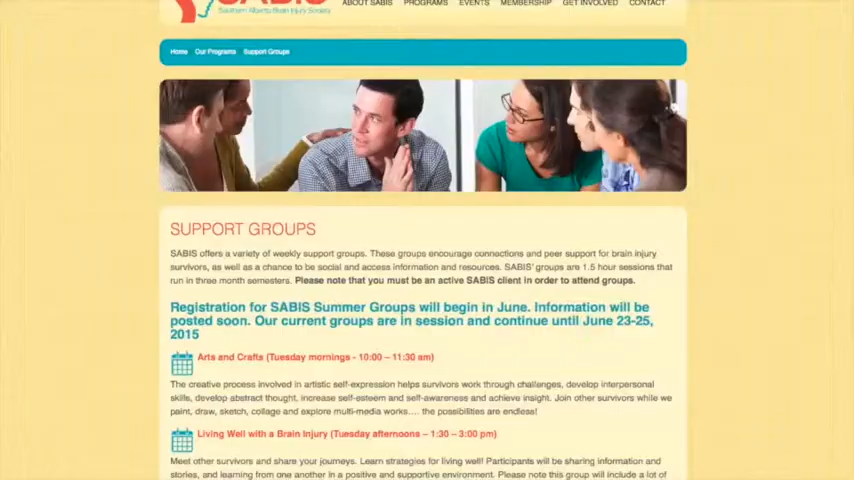 SABIS
Southern Alberta Brain Injury Society
ABOUT SABIS PROGRAMS EVENTS MEMBERSHIP GET INVOLVED CONTACT
Home Our Programs Support Groups
SUPPORT GROUPS
SABIS offers a variety of weekly support groups. These groups encourage connections and peer support for brain injury
survivors, as well as a chance to be social and access information and resources. SABIS' groups are 1.5 hour sessions that
run in three month semesters. Please note that you must be an active SABIS client in order to attend groups.
Registration for SABIS Summer Groups will begin in June. Information will be
posted soon. Our current groups are in session and continue until June 23-25,
2015
Arts and Crafts (Tuesday mornings - 10:00 – 11:30 am)
The creative process involved in artistic self-expression helps survivors work through challenges, develop interpersonal
skills, develop abstract thought, increase self-esteem and self-awareness and achieve insight. Join other survivors while we
paint, draw, sketch, collage and explore multi-media works…. the possibilities are endless!
Living Well with a Brain Injury (Tuesday afternoons – 1:30 – 3:00 pm)
Meet other survivors and share your journeys. Learn strategies for living well! Participants will be sharing information and
stories, and learning from one another in a positive and supportive environment. Please note this group will include a lot of